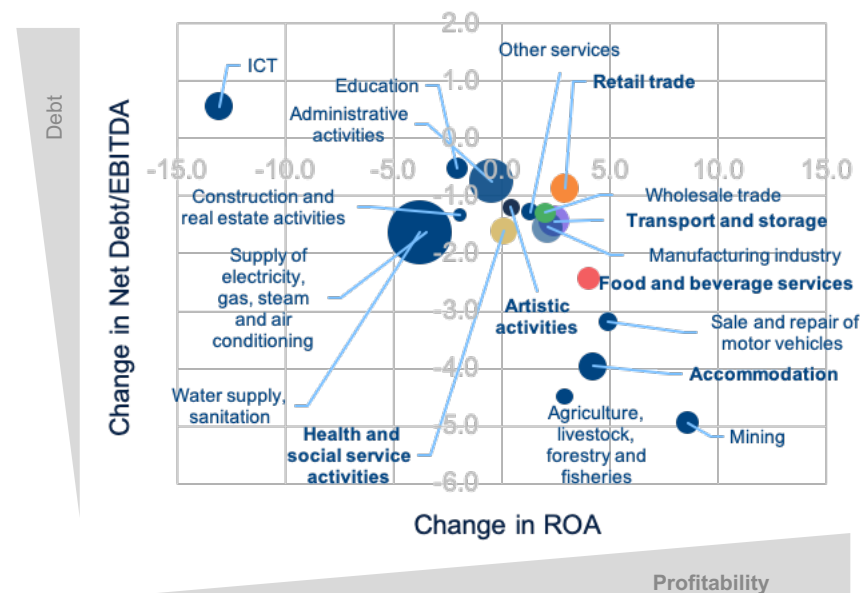 2.0
ICT
Other services
Education
1.0
Retail trade
Administrative
activities
0.0
-15.0
-10.0
-5.0
0.0
5.0
10.0
15.0
Construction and
real estate activities
-1.0
Wholesale trade
Transport and storage
Supply of
electricity,
gas, steam
and air
conditioning
-2.0
Manufacturing industry
Food and beverage services
Artistic
activities
-3.0
Sale and repair of
motor vehicles
-4.0
Accommodation
Water supply,
sanitation
Health and
social service
activities
-5.0
Agriculture,
livestock,
forestry and
fisheries
Mining
-6.0
Debt
Change in Net Debt/EBITDA
Change in ROA
Profitability